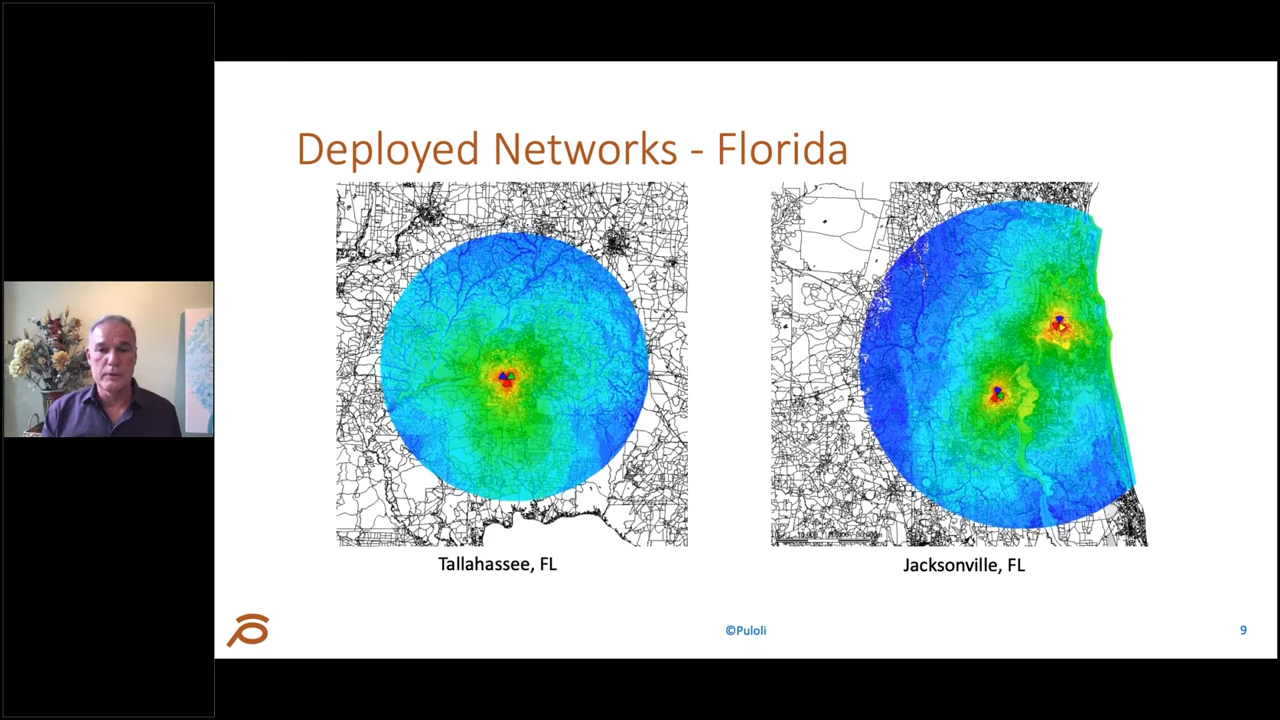 Deployed Networks - Florida
Tallahassee, FL
Jacksonville, FL
©Puloli
9